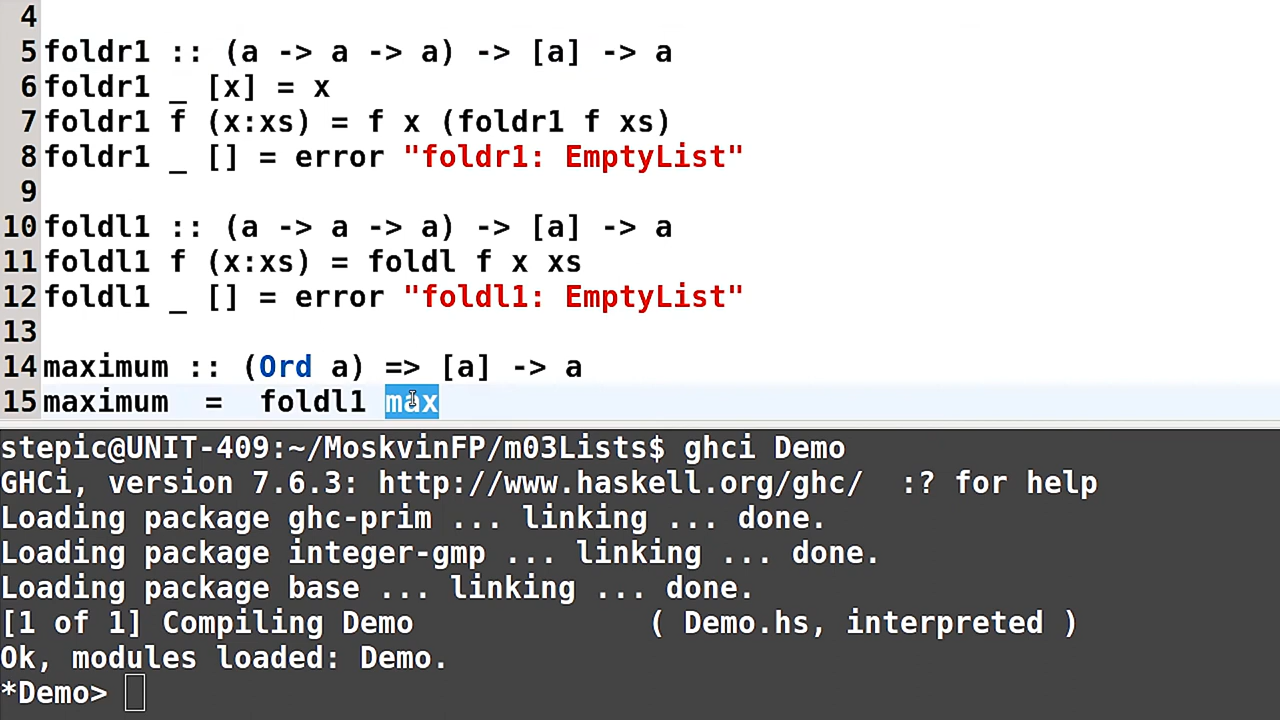 4
5 foldr1 :: (a -> a -> a) -> [a] -> a
6 foldr1 _ [x] = x
7 foldr1 f (x:xs) = f x (foldr1 f xs)
8 foldr1 _ [] = error "foldr1: EmptyList"
9
10 foldl1 :: (a -> a -> a) -> [a] -> a
11 foldl1 f (x:xs) = foldl f x xs
12 foldl1 _ [] = error "foldl1: EmptyList"
13
14 maximum :: (Ord a) => [a] -> a
15 maximum  =  foldl1 max
stepic@UNIT-409:~/MoskvinFP/m03Lists$ ghci Demo
GHCi, version 7.6.3: http://www.haskell.org/ghc/  :? for help
Loading package ghc-prim ... linking ... done.
Loading package integer-gmp ... linking ... done.
Loading package base ... linking ... done.
[1 of 1] Compiling Demo             ( Demo.hs, interpreted )
Ok, modules loaded: Demo.
*Demo>